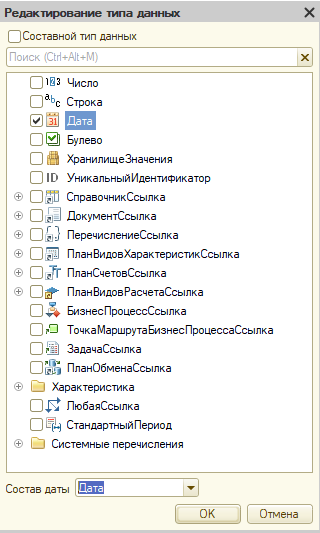 Редактирование типа данных
Составной тип данных
Поиск (Ctrl+Alt+M)
Число
Строка
Дата
Булево
ХранилищеЗначения
УникальныйИдентификатор
СправочникСсылка
ДокументСсылка
ПеречислениеСсылка
ПланВидовХарактеристикСсылка
ПланСчетовСсылка
ПланВидовРасчетаСсылка
БизнесПроцессСсылка
ТочкаМаршрутаБизнесПроцессаСсылка
ЗадачаСсылка
ПланОбменаСсылка
Характеристика
ЛюбаяСсылка
СтандартныйПериод
Системные перечисления
Состав даты Дата
OK Отмена